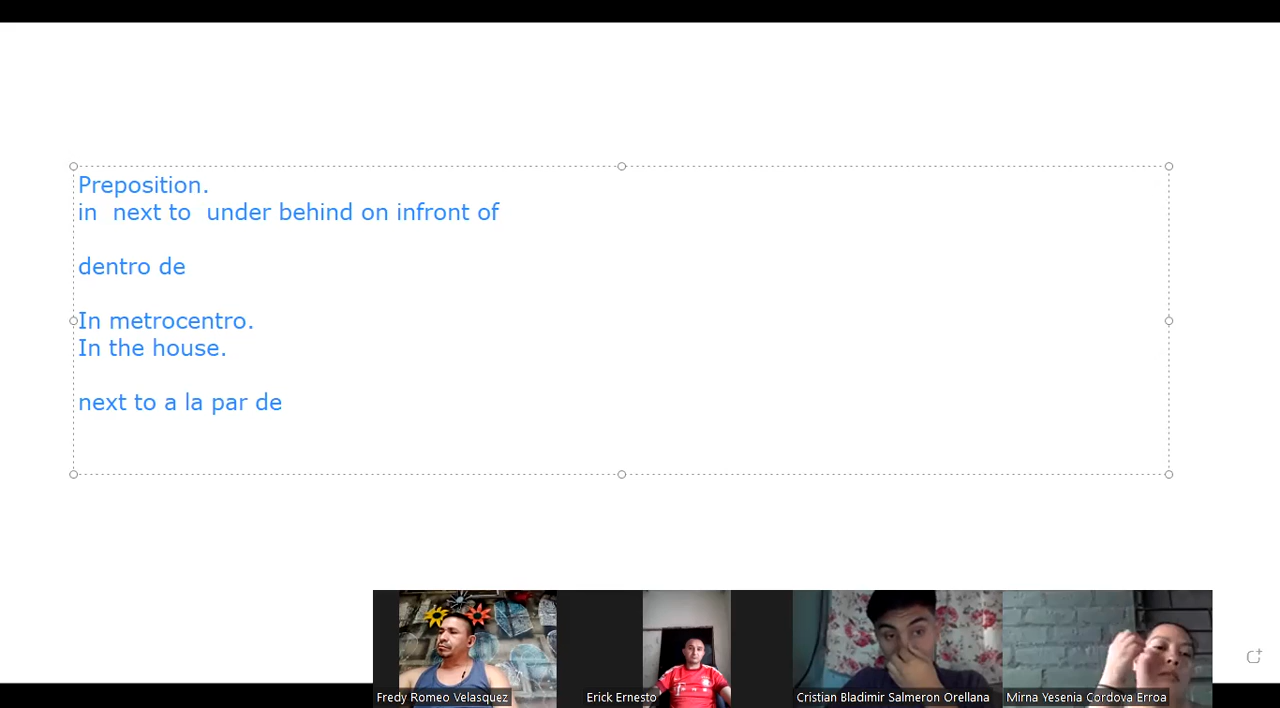 Preposition.
in next to under behind on infront of
dentro de
In metrocentro.
In the house.
next to a la par de
Fredy Romeo Velasquez
Erick Ernesto
Cristian Bladimir Salmeron Orellana
Mirna Yesenia Cordova Erroa